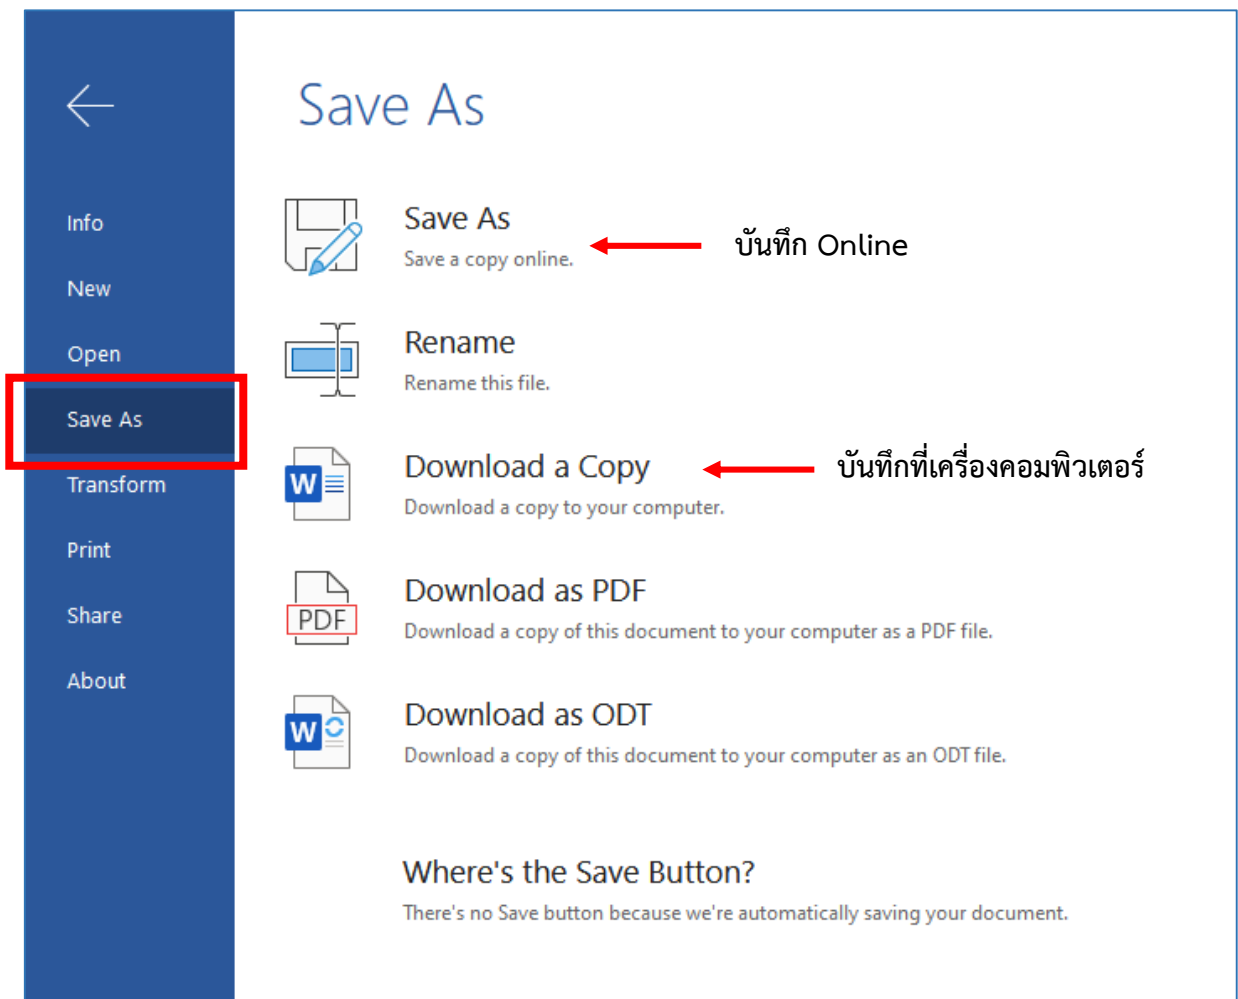 Save As
Info
New
Open
Save As
Transform
Print
Share
About
Save As
Save a copy online.
บันทึก Online
Rename
Rename this file.
W
Download a Copy
Download a copy to your computer.
บันทึกที่เครื่องคอมพิวเตอร์
PDF
Download as PDF
Download a copy of this document to your computer as a PDF file.
W
Download as ODT
Download a copy of this document to your computer as an ODT file.
Where's the Save Button?
There's no Save button because we're automatically saving your document.